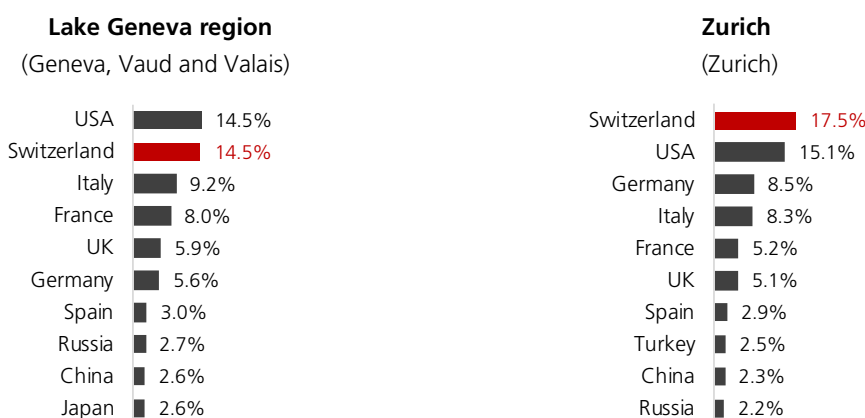 Lake Geneva region
(Geneva, Vaud and Valais)
USA 14.5%
Switzerland 14.5%
Italy 9.2%
France 8.0%
UK 5.9%
Germany 5.6%
Spain 3.0%
Russia 2.7%
China 2.6%
Japan 2.6%
Zurich
(Zurich)
Switzerland 17.5%
USA 15.1%
Germany 8.5%
Italy 8.3%
France 5.2%
UK 5.1%
Spain 2.9%
Turkey 2.5%
China 2.3%
Russia 2.2%